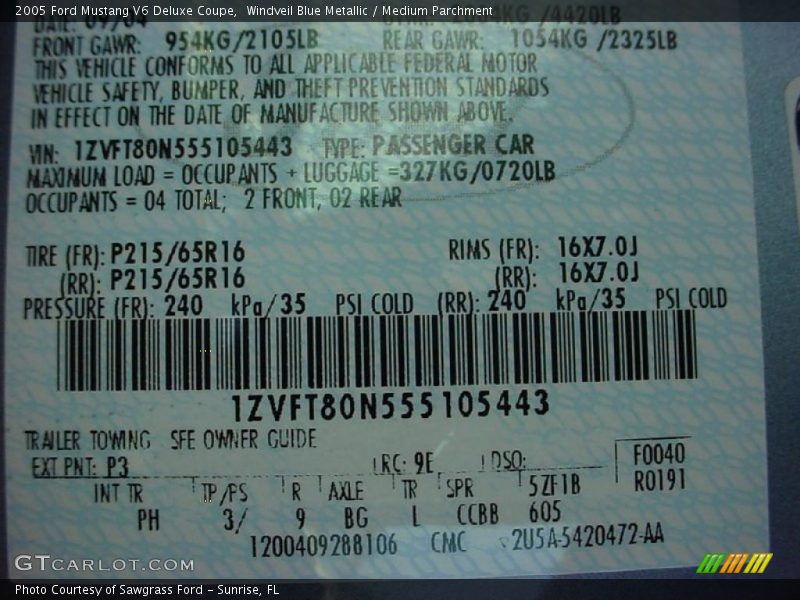 2005 Ford Mustang V6 Deluxe Coupe, Windveil Blue Metallic / Medium Parchment
DATE: 09/04 /4420LB
FRONT GAWR: 954KG/2105LB REAR GAWR: 1054KG /2325LB
THIS VEHICLE CONFORMS TO ALL APPLICABLE FEDERAL MOTOR
VEHICLE SAFETY, BUMPER, AND THEFT PREVENTION STANDARDS
IN EFFECT ON THE DATE OF MANUFACTURE SHOWN ABOVE.
VIN: 1ZVFT80N555105443 TYPE: PASSENGER CAR
MAXIMUM LOAD = OCCUPANTS + LUGGAGE =327KG/0720LB
OCCUPANTS = 04 TOTAL; 2 FRONT, 02 REAR
TIRE (FR): P215/65R16 RIMS (FR): 16X7.0J
(RR): P215/65R16 (RR): 16X7.0J
PRESSURE (FR): 240 kPa/35 PSI COLD (RR): 240 kPa/35 PSI COLD
1ZVFT80N555105443
TRAILER TOWING SEE OWNER GUIDE
EXT PNT: P3 RC: 9E DSO: F0040
R0191
INT TR TP/PS R AXLE TR SPR 5ZF1B
PH 3/ 9 BG L CCBB 605
1200409288106 CMC 2U5A-5420472-AA
GTCARLOT.COM
Photo Courtesy of Sawgrass Ford - Sunrise, FL